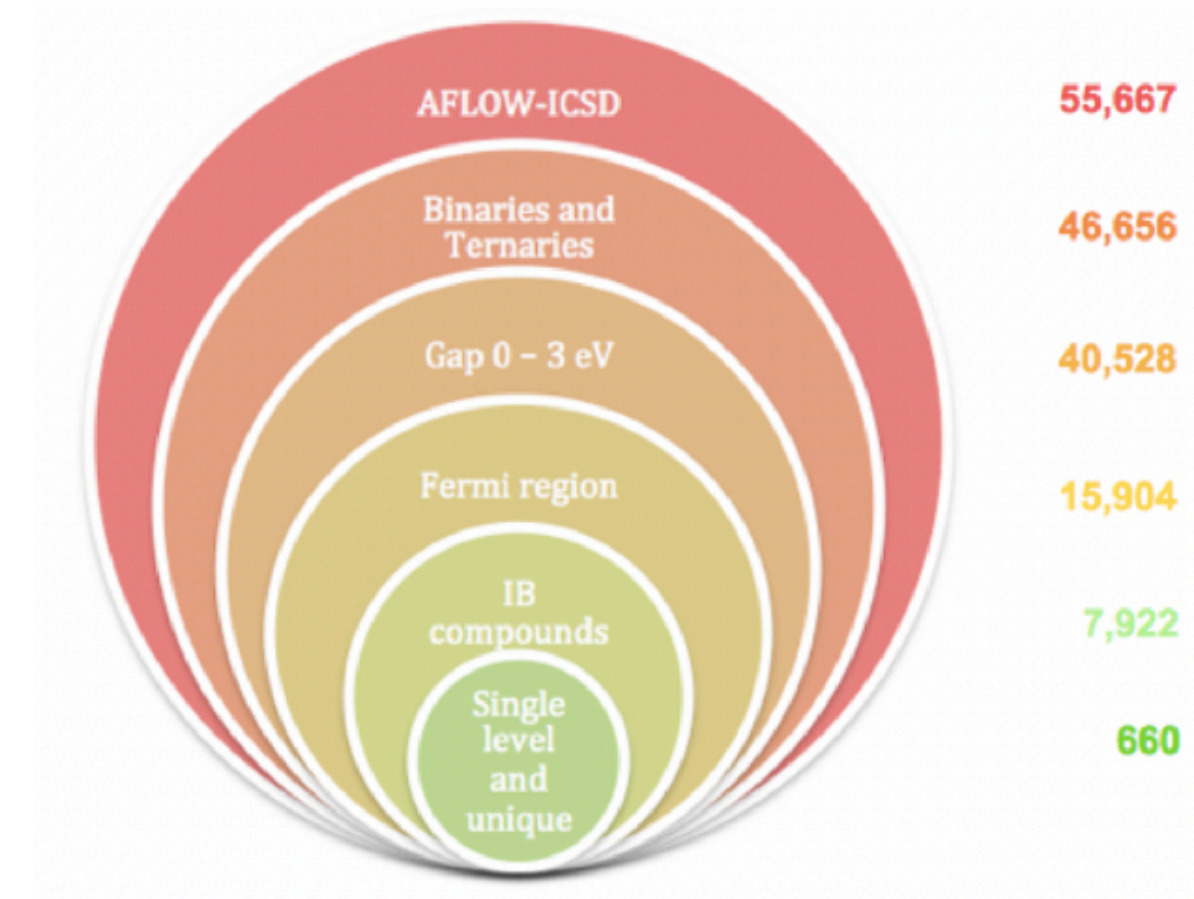 AFLOW-ICSD
55,667
Binaries and
Ternaries
46,656
Gap 0 – 3 eV
40,528
Fermi region
15,904
IB
compounds
7,922
Single
level
and
unique
660